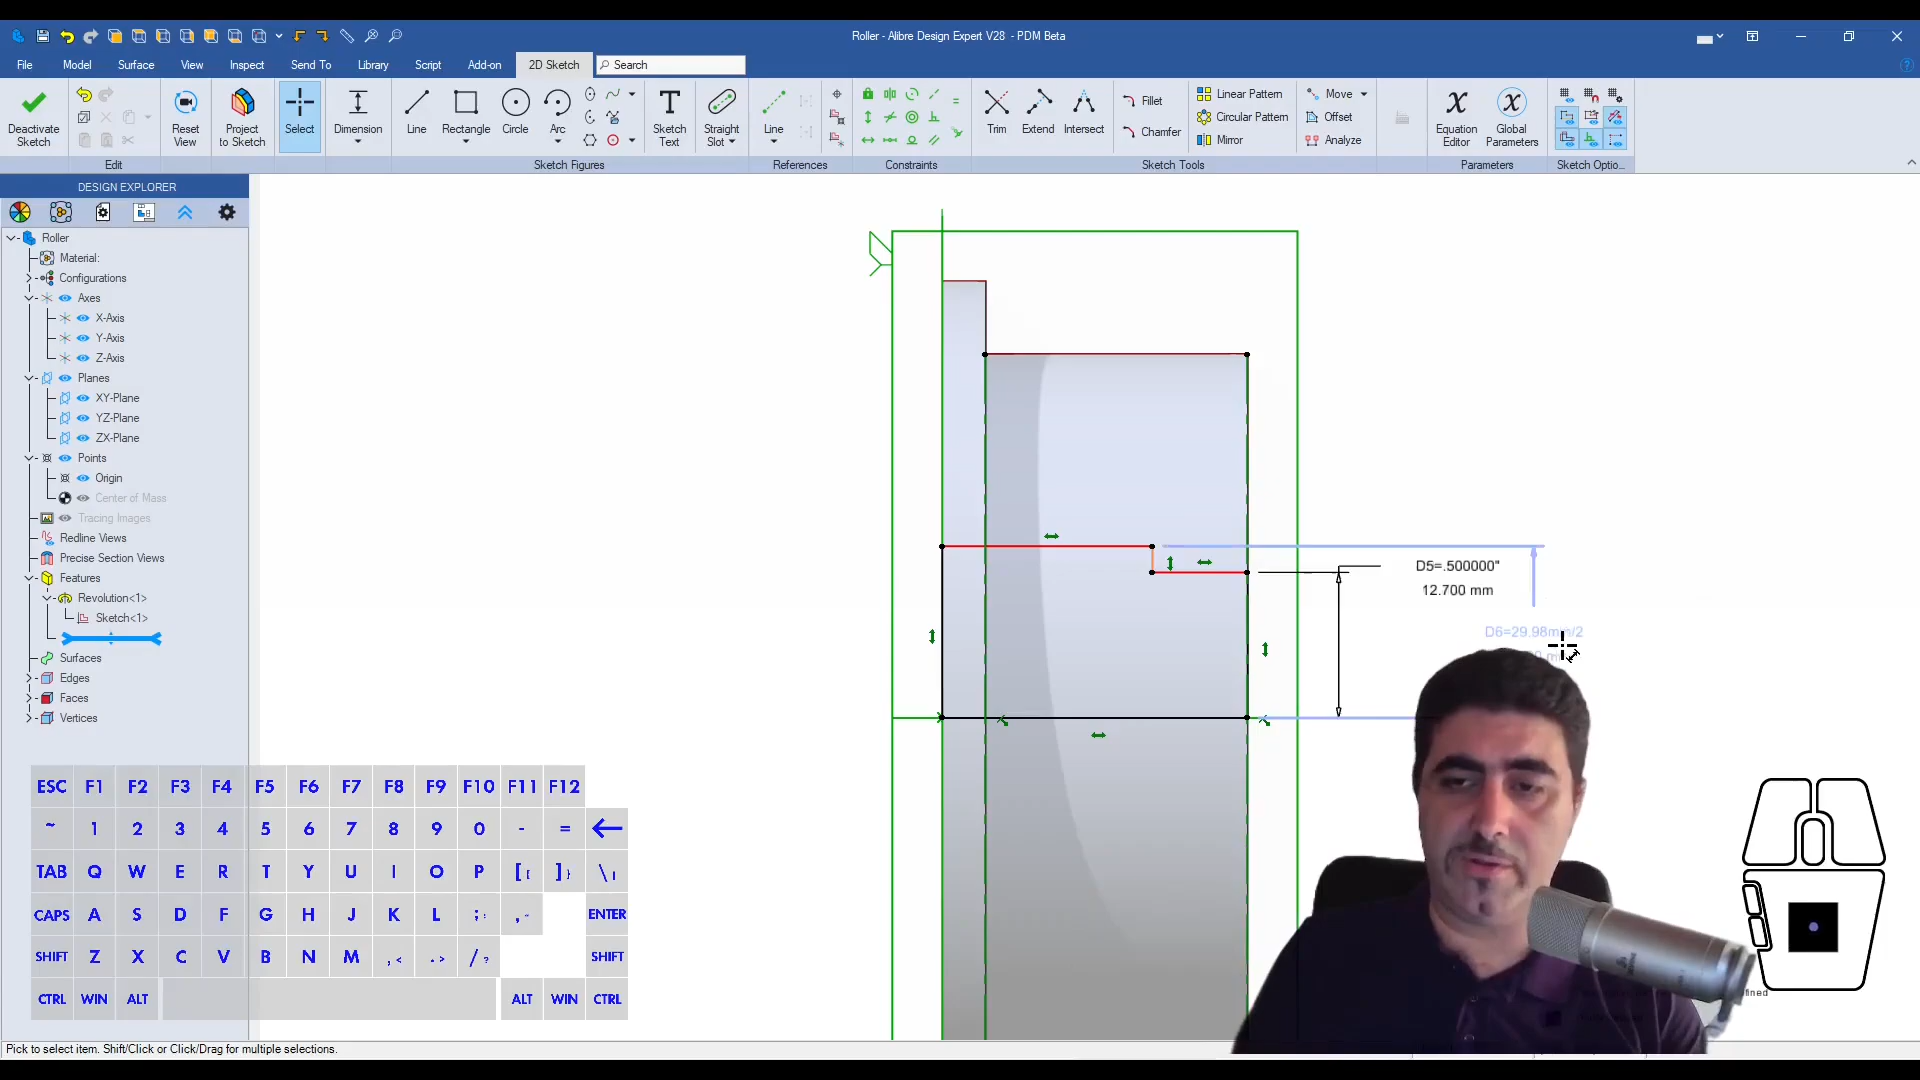 Roller - Alibre Design Expert V28 - PDM Beta
File
Model
Surface
View
Inspect
Send To
Library
Script
Add-on
2D Sketch
Search
Deactivate Sketch
Edit
Reset View
Project to Sketch
Select
Dimension
Line
Rectangle
Circle
Arc
Sketch Figures
Sketch Text
Straight Slot
Line
References
Constraints
Trim
Extend
Intersect
Fillet
Chamfer
Linear Pattern
Circular Pattern
Mirror
Move
Offset
Analyze
Sketch Tools
Equation Editor
Global Parameters
Parameters
Sketch Optio...
DESIGN EXPLORER
Roller
Material:
Configurations
Axes
X-Axis
Y-Axis
Z-Axis
Planes
XY-Plane
YZ-Plane
ZX-Plane
Points
Origin
Center of Mass
Tracing Images
Redline Views
Precise Section Views
Features
Revolution<1>
Sketch<1>
Surfaces
Edges
Faces
Vertices
D5=.500000"
12.700 mm
D6=29.98mm/2
ESC F1 F2 F3 F4 F5 F6 F7 F8 F9 F10 F11 F12
~ 1 2 3 4 5 6 7 8 9 0 - =
TAB Q W E R T Y U I O P [ ] \
CAPS A S D F G H J K L ; ENTER
SHIFT Z X C V B N M , < . > / ? SHIFT
CTRL WIN ALT ALT WIN CTRL
Pick to select item. Shift/Click or Click/Drag for multiple selections.